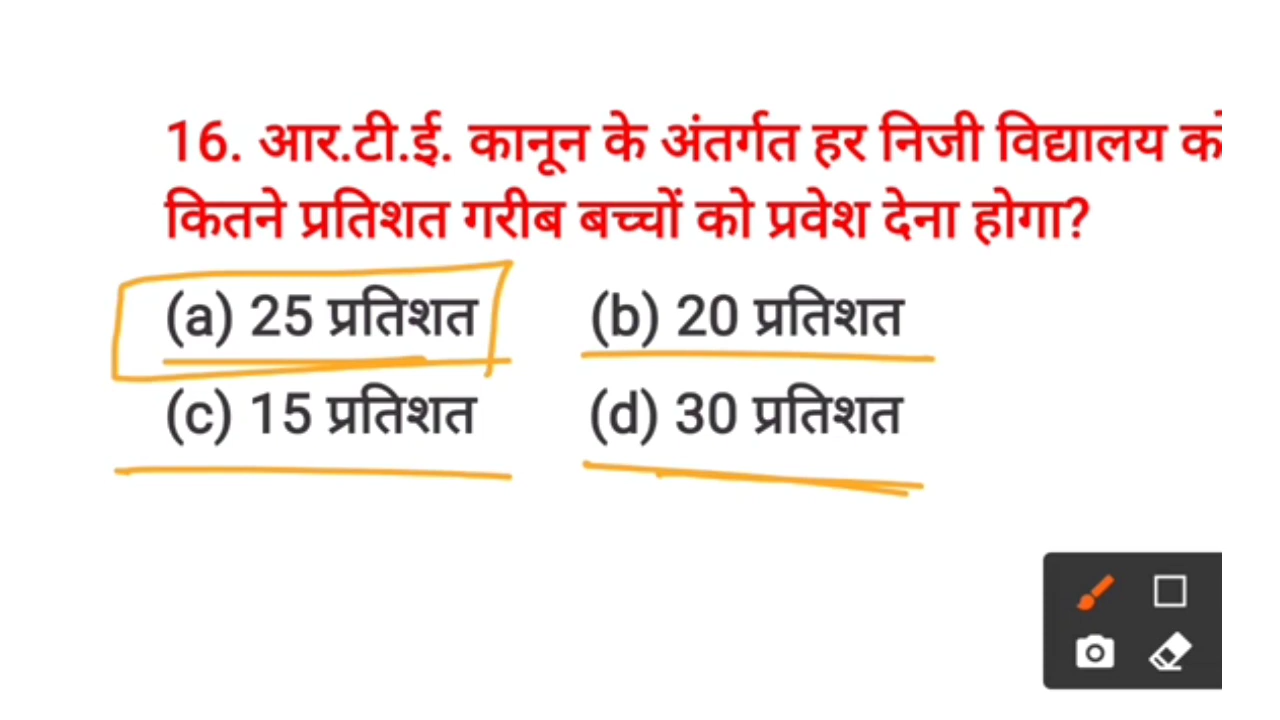 16. आर.टी.ई. कानून के अंतर्गत हर निजी विद्यालय को
कितने प्रतिशत गरीब बच्चों को प्रवेश देना होगा?
(a) 25 प्रतिशत (b) 20 प्रतिशत
(c) 15 प्रतिशत (d) 30 प्रतिशत